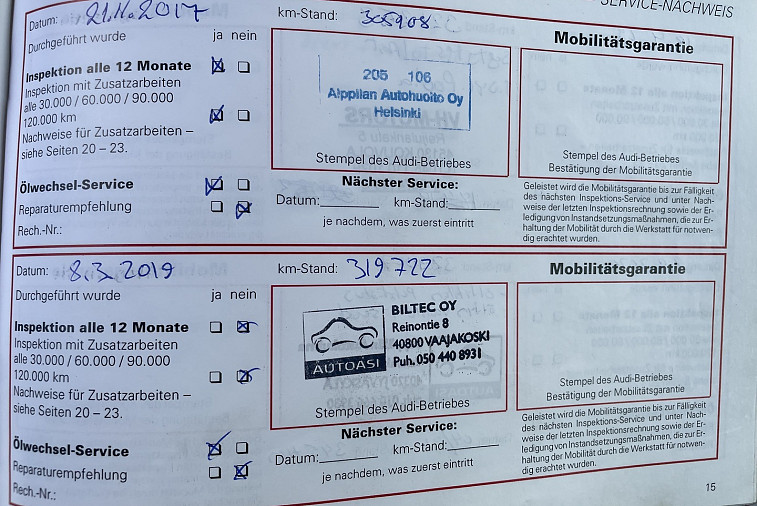 SERVICE-NACHWEIS
Datum: 21.11.2017 km-Stand: 305908
Durchgeführt wurde ja nein
Mobilitätsgarantie
Inspektion alle 12 Monate
Inspektion mit Zusatzarbeiten
alle 30.000 / 60.000 / 90.000
120.000 km
Nachweise für Zusatzarbeiten –
siehe Seiten 20 – 23.
205 106
Alppilan Autohuolto Oy
Helsinki
Stempel des Audi-Betriebes
Stempel des Audi-Betriebes
Bestätigung der Mobilitätsgarantie
Ölwechsel-Service
Reparaturempfehlung
Rech.-Nr.:
Nächster Service:
Datum:________ km-Stand:________
je nachdem, was zuerst eintritt
Geleistet wird die Mobilitätsgarantie bis zur Fälligkeit
des nächsten Inspektions-Service und unter Nach-
weise der letzten Inspektionsrechnung sowie der Er-
ledigung von Instandsetzungsmaßnahmen, die zur Er-
haltung der Mobilität durch die Werkstatt für notwen-
dig erachtet wurden.
Datum: 8.3.2019 km-Stand: 319722
Durchgeführt wurde ja nein
Mobilitätsgarantie
Inspektion alle 12 Monate
Inspektion mit Zusatzarbeiten
alle 30.000 / 60.000 / 90.000
120.000 km
Nachweise für Zusatzarbeiten –
siehe Seiten 20 – 23.
AUTOASI
BILTEC OY
Reinontie 8
40800 VAAJAKOSKI
Puh. 050 440 8931
Stempel des Audi-Betriebes
Stempel des Audi-Betriebes
Bestätigung der Mobilitätsgarantie
Ölwechsel-Service
Reparaturempfehlung
Rech.-Nr.:
Nächster Service:
Datum:________ km-Stand:________
je nachdem, was zuerst eintritt
Geleistet wird die Mobilitätsgarantie bis zur Fälligkeit
des nächsten Inspektions-Service und unter Nach-
weise der letzten Inspektionsrechnung sowie der Er-
ledigung von Instandsetzungsmaßnahmen, die zur Er-
haltung der Mobilität durch die Werkstatt für notwen-
dig erachtet wurden.
15